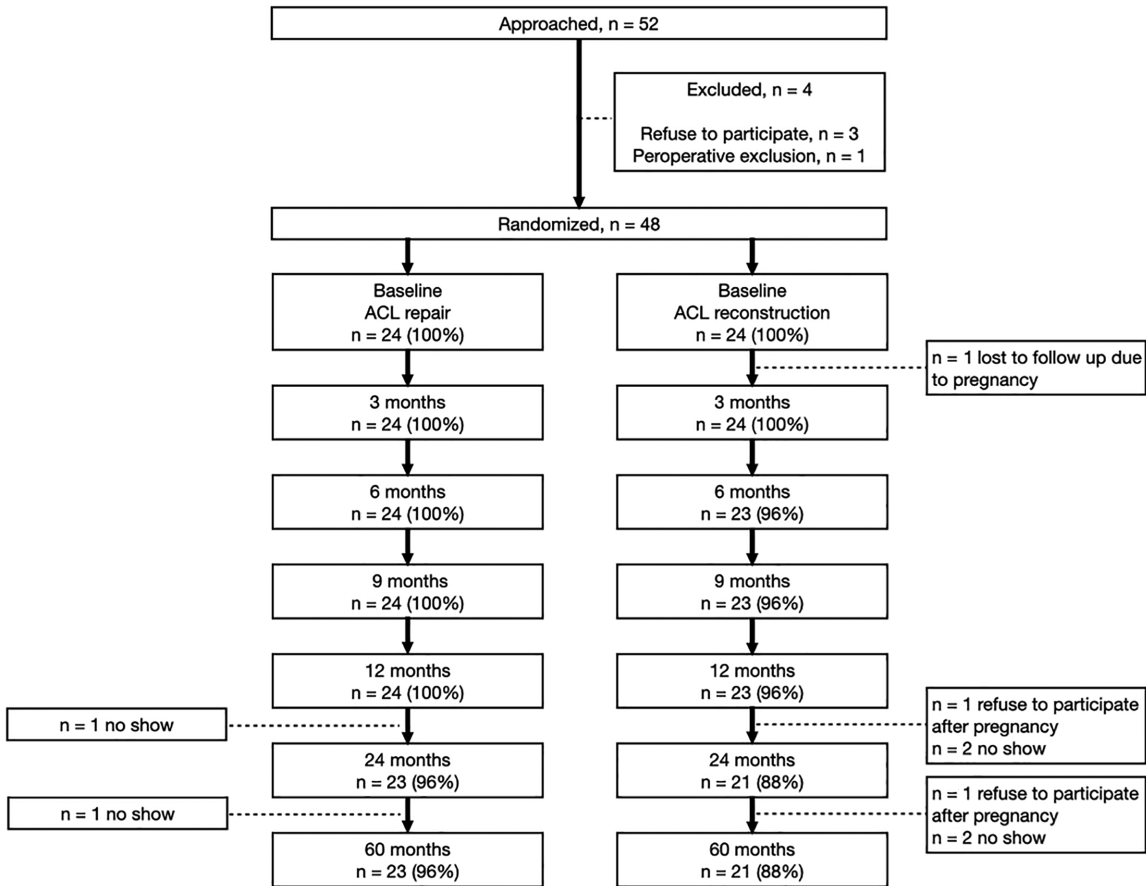 Approached, n = 52
Excluded, n = 4
Refuse to participate, n = 3
Peroperative exclusion, n = 1
Randomized, n = 48
Baseline
ACL repair
n = 24 (100%)
Baseline
ACL reconstruction
n = 24 (100%)
n = 1 lost to follow up due
to pregnancy
3 months
n = 24 (100%)
3 months
n = 24 (100%)
6 months
n = 24 (100%)
6 months
n = 23 (96%)
9 months
n = 24 (100%)
9 months
n = 23 (96%)
12 months
n = 24 (100%)
12 months
n = 23 (96%)
n = 1 no show
n = 1 refuse to participate
after pregnancy
n = 2 no show
24 months
n = 23 (96%)
24 months
n = 21 (88%)
n = 1 no show
n = 1 refuse to participate
after pregnancy
n = 2 no show
60 months
n = 23 (96%)
60 months
n = 21 (88%)